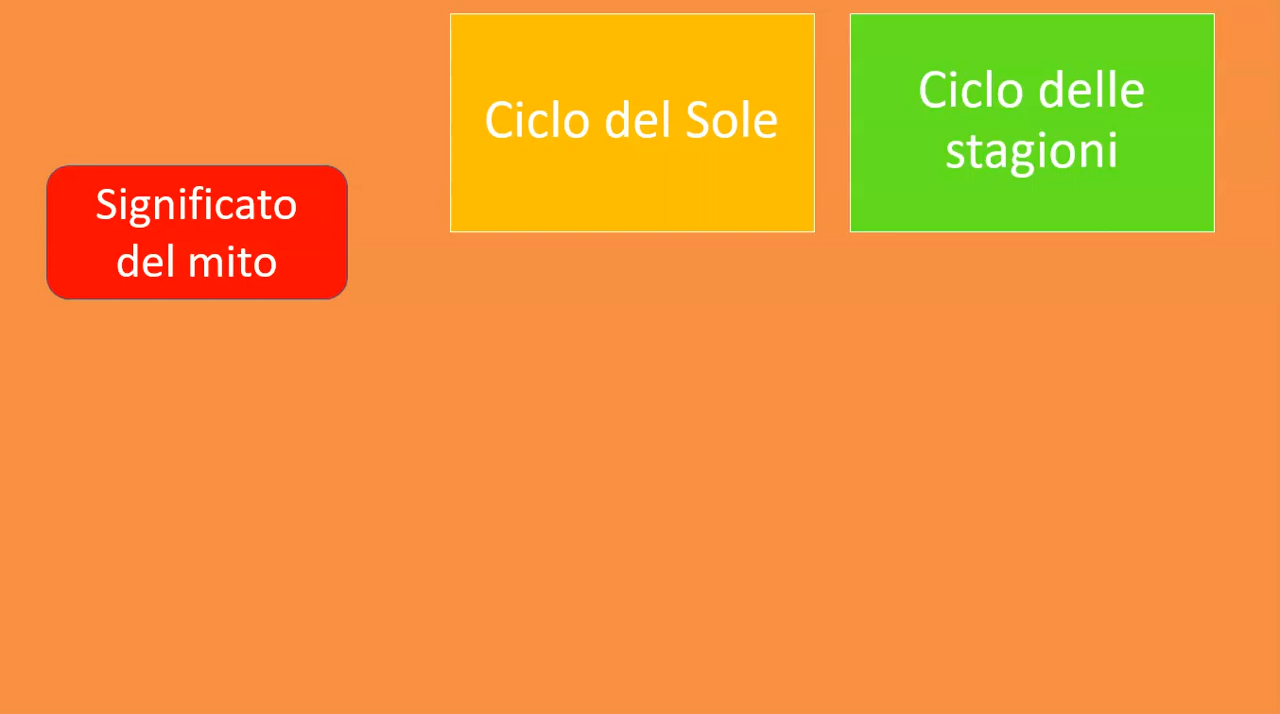 Significato
del mito
Ciclo del Sole
Ciclo delle
stagioni